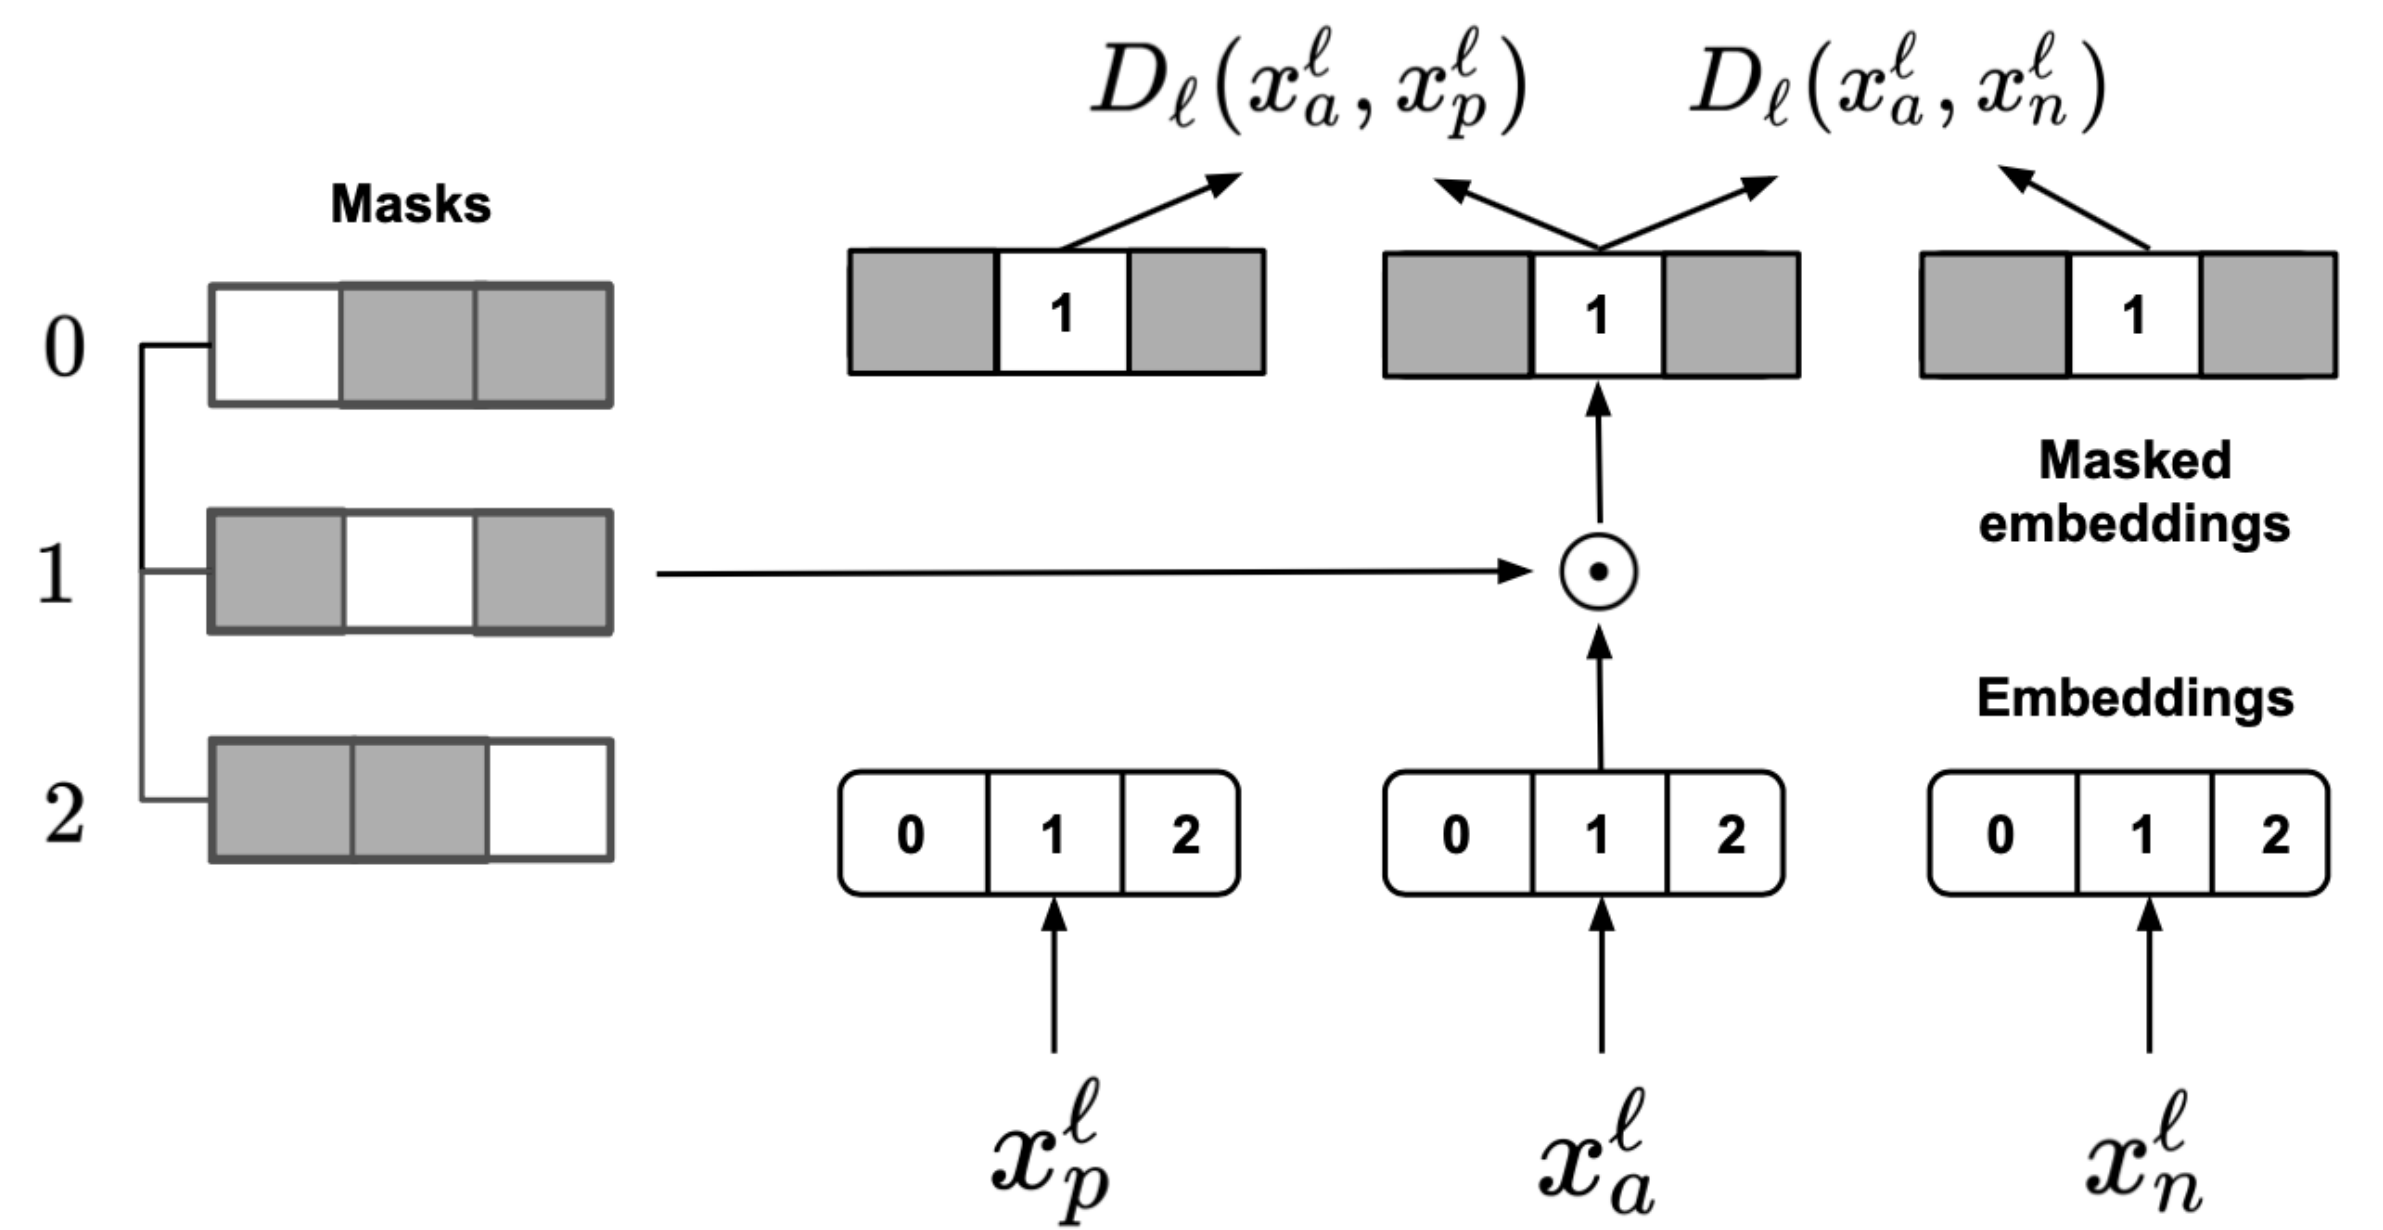 D_ℓ(x_a^ℓ, x_p^ℓ) D_ℓ(x_a^ℓ, x_n^ℓ)
Masks
0
1 1 1
Masked
embeddings
1
Embeddings
2
0 1 2 0 1 2 0 1 2
x_p^ℓ x_a^ℓ x_n^ℓ